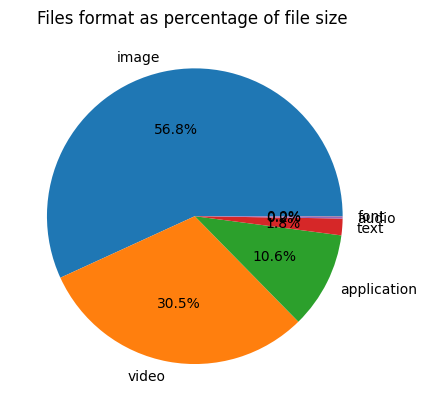 Files format as percentage of file size
image
56.8%
font
audio
1.8%
text
10.6%
application
30.5%
video